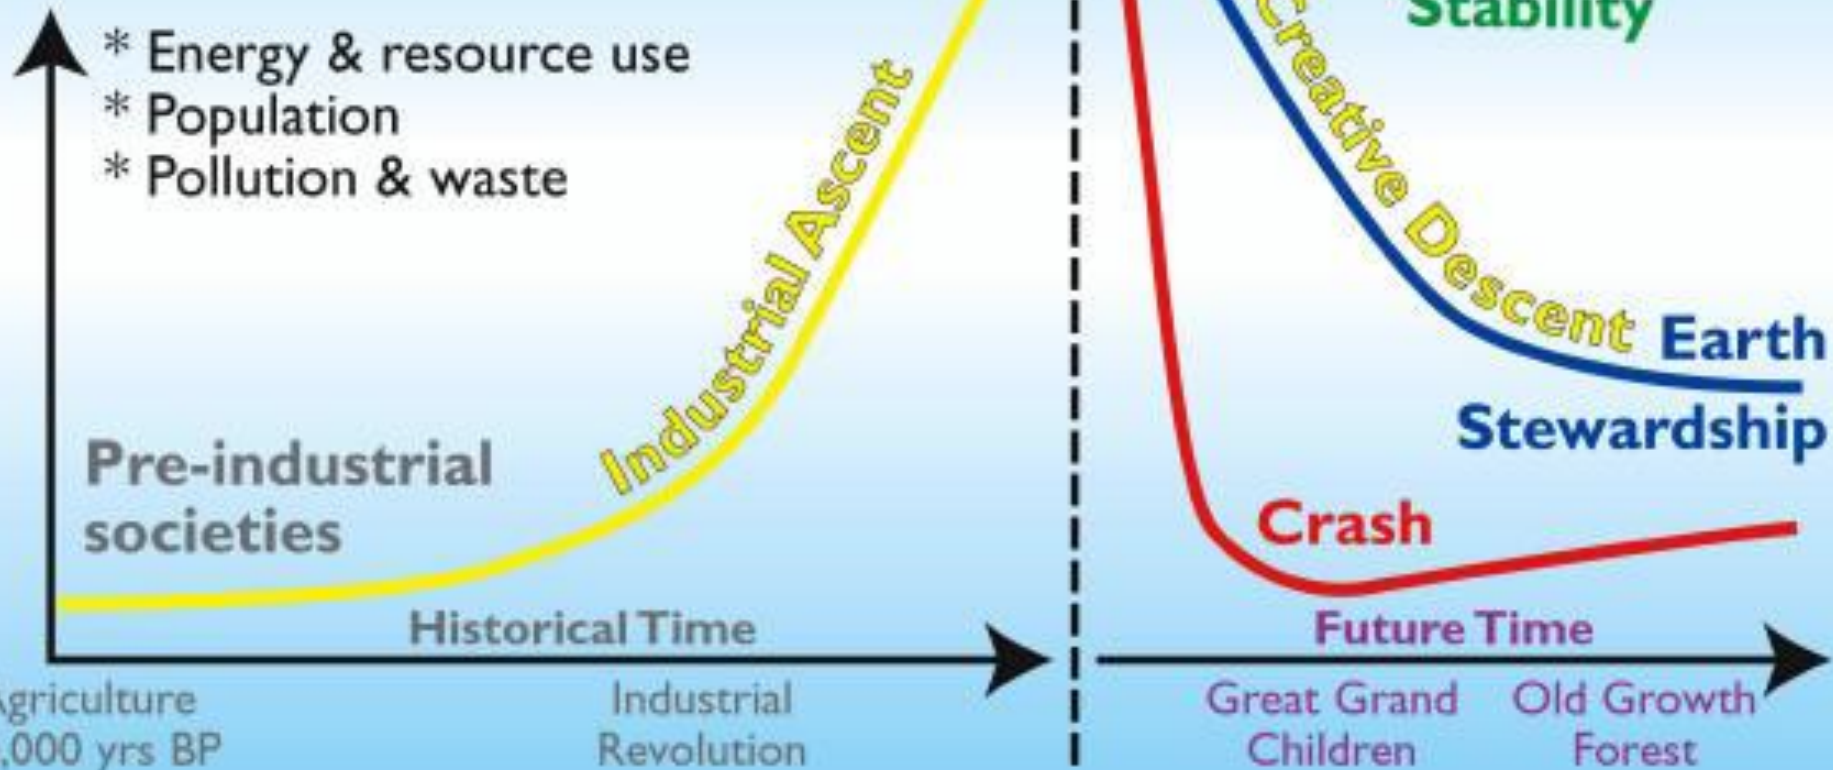 Stability
* Energy & resource use
* Population
* Pollution & waste
Industrial Ascent
Creative Descent
Earth
Stewardship
Pre-industrial
societies
Crash
Historical Time
Future Time
griculture
,000 yrs BP
Industrial
Revolution
Great Grand
Children
Old Growth
Forest